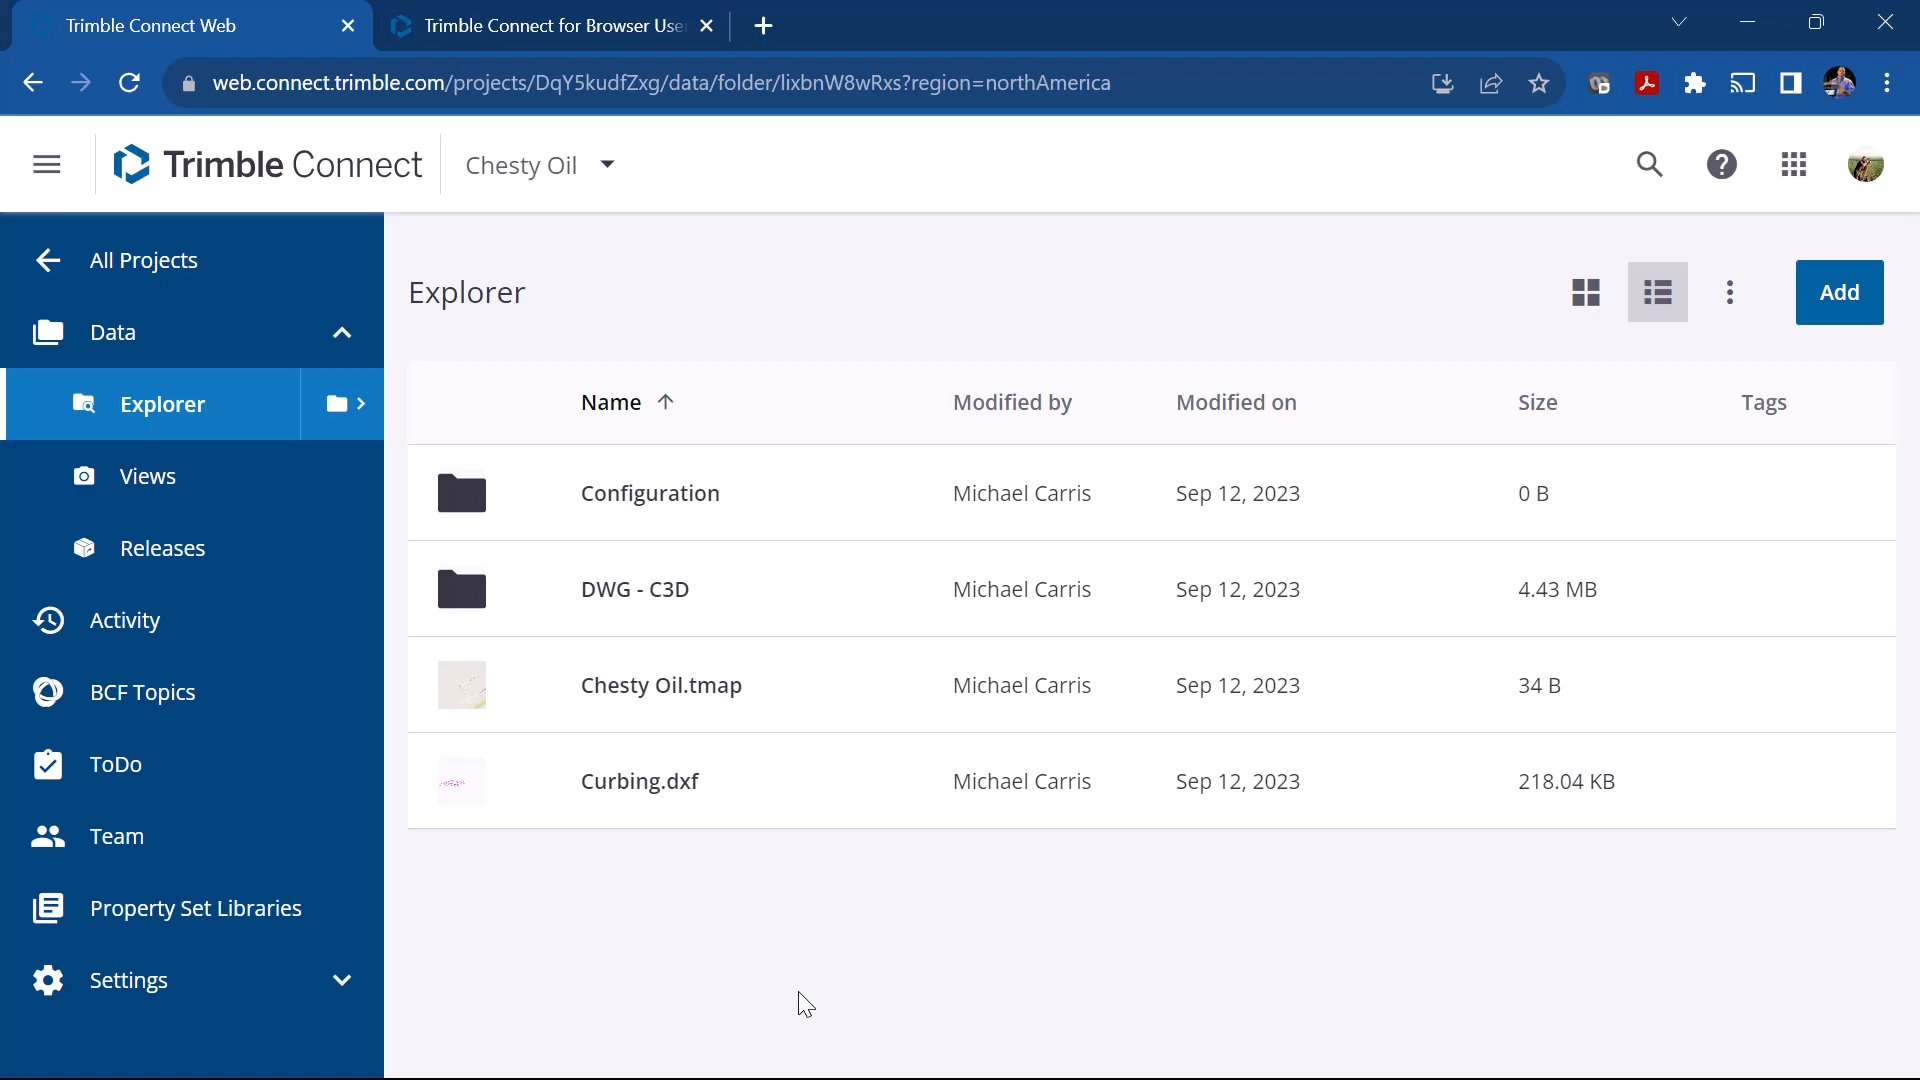 Trimble Connect Web
Trimble Connect for Browser Use
web.connect.trimble.com/projects/DqY5kudfZxg/data/folder/lixbnW8wRxs?region=northAmerica
Trimble Connect
Chesty Oil
All Projects
Data
Explorer
Views
Releases
Activity
BCF Topics
ToDo
Team
Property Set Libraries
Settings
Explorer
Add
Name Modified by Modified on Size Tags
Configuration Michael Carris Sep 12, 2023 0 B
DWG - C3D Michael Carris Sep 12, 2023 4.43 MB
Chesty Oil.tmap Michael Carris Sep 12, 2023 34 B
Curbing.dxf Michael Carris Sep 12, 2023 218.04 KB